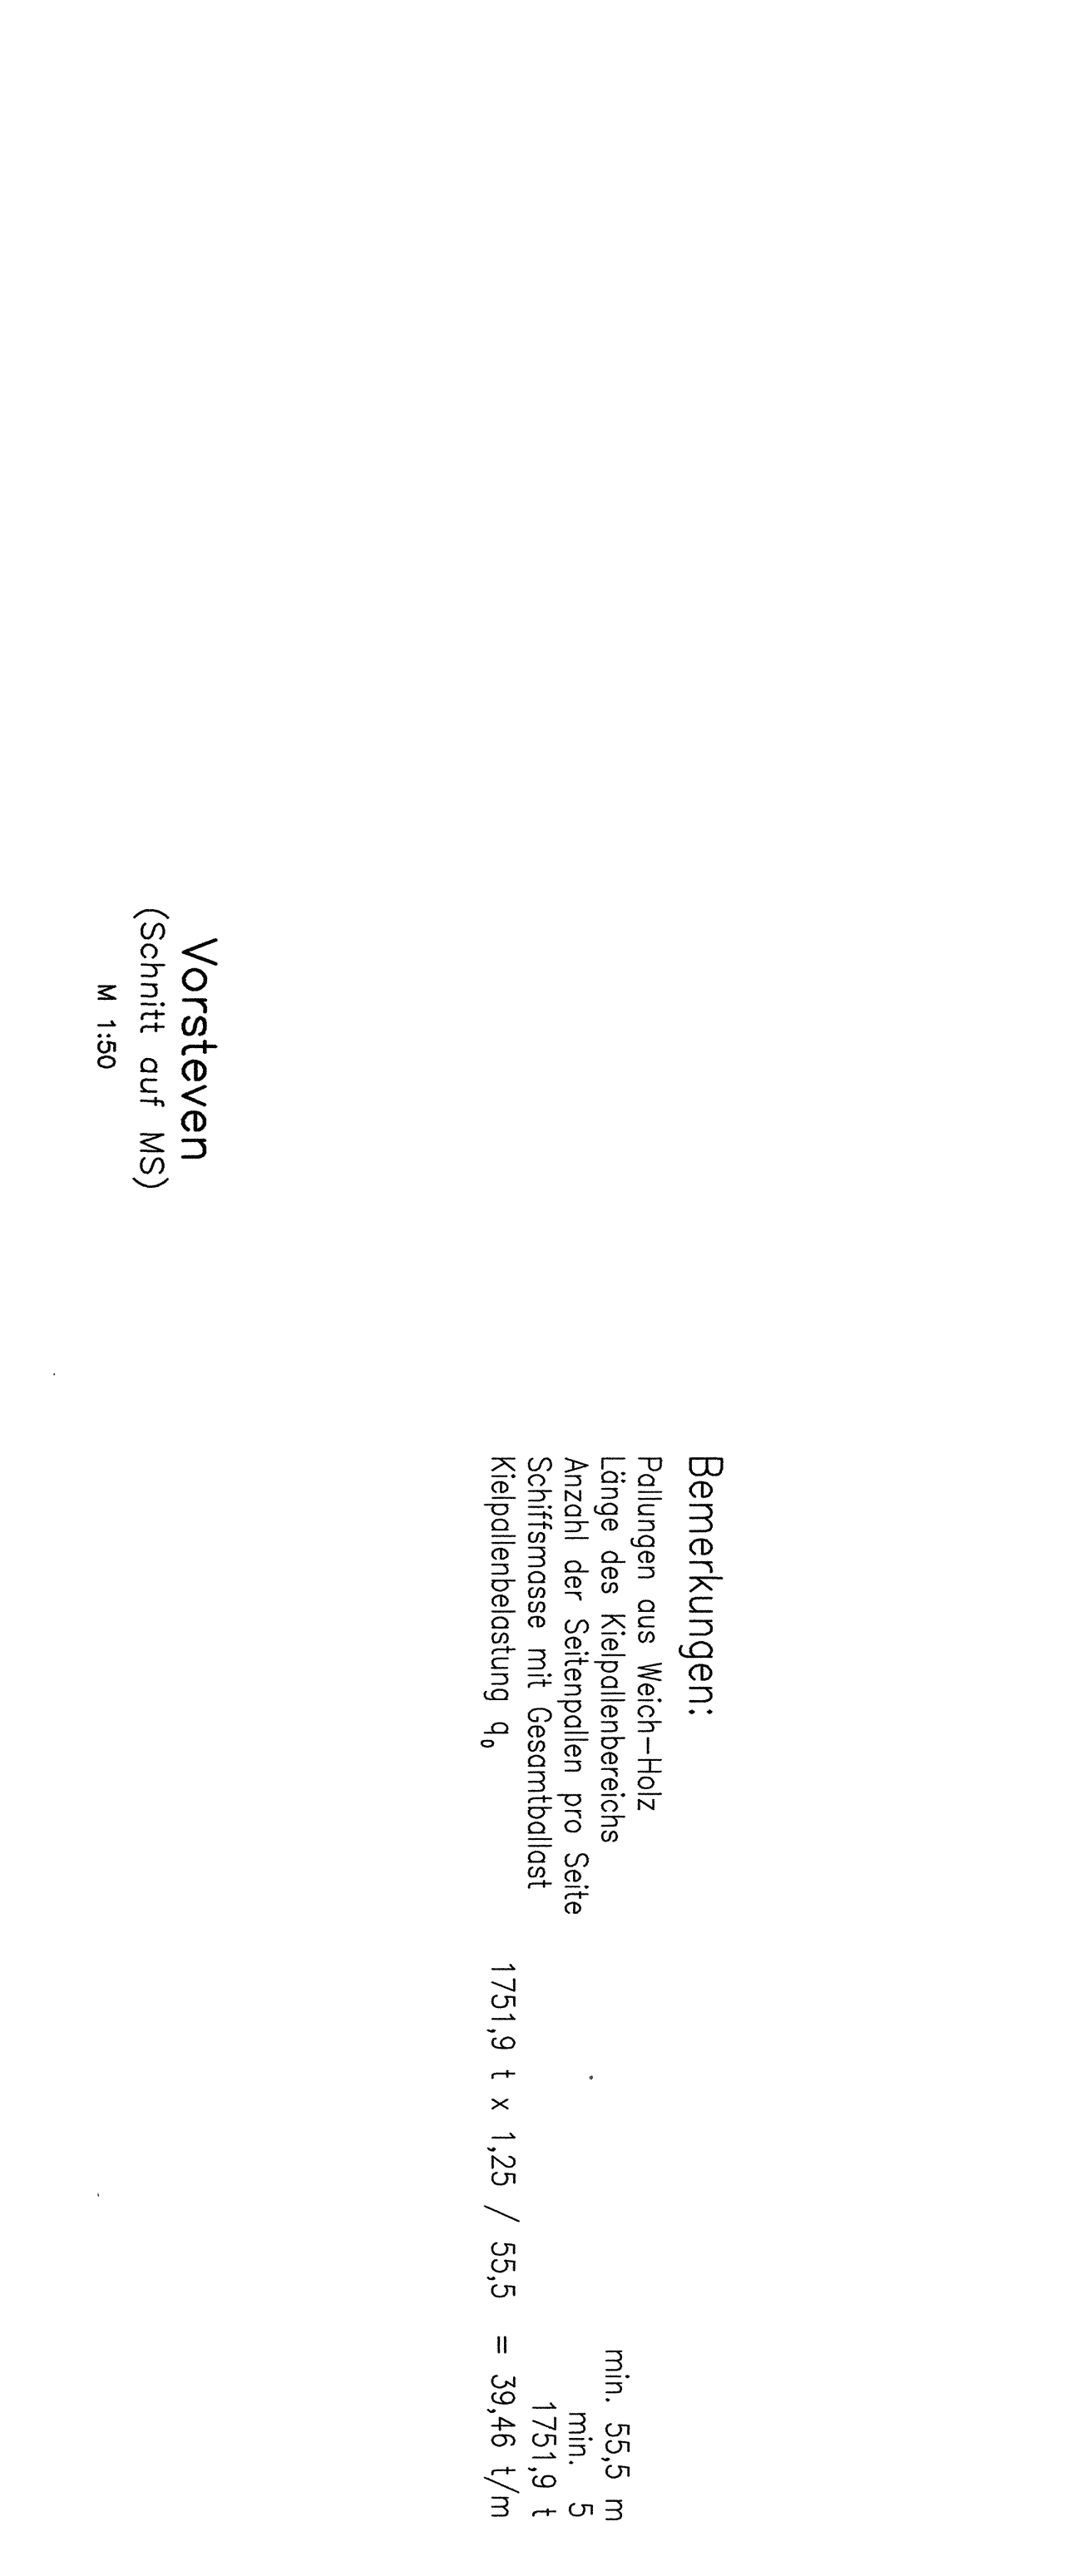 Bemerkungen:
Pallungen aus Weich-Holz
Länge des Kielpallenbereichs min. 55,5 m
Anzahl der Seitenpallen pro Seite min. 5
Schiffsmasse mit Gesamtballast 1751,9 t
Kielpallenbelastung q₀ 1751,9 t x 1,25 / 55,5 = 39,46 t/m
Vorsteven
(Schnitt auf MS)
M 1:50